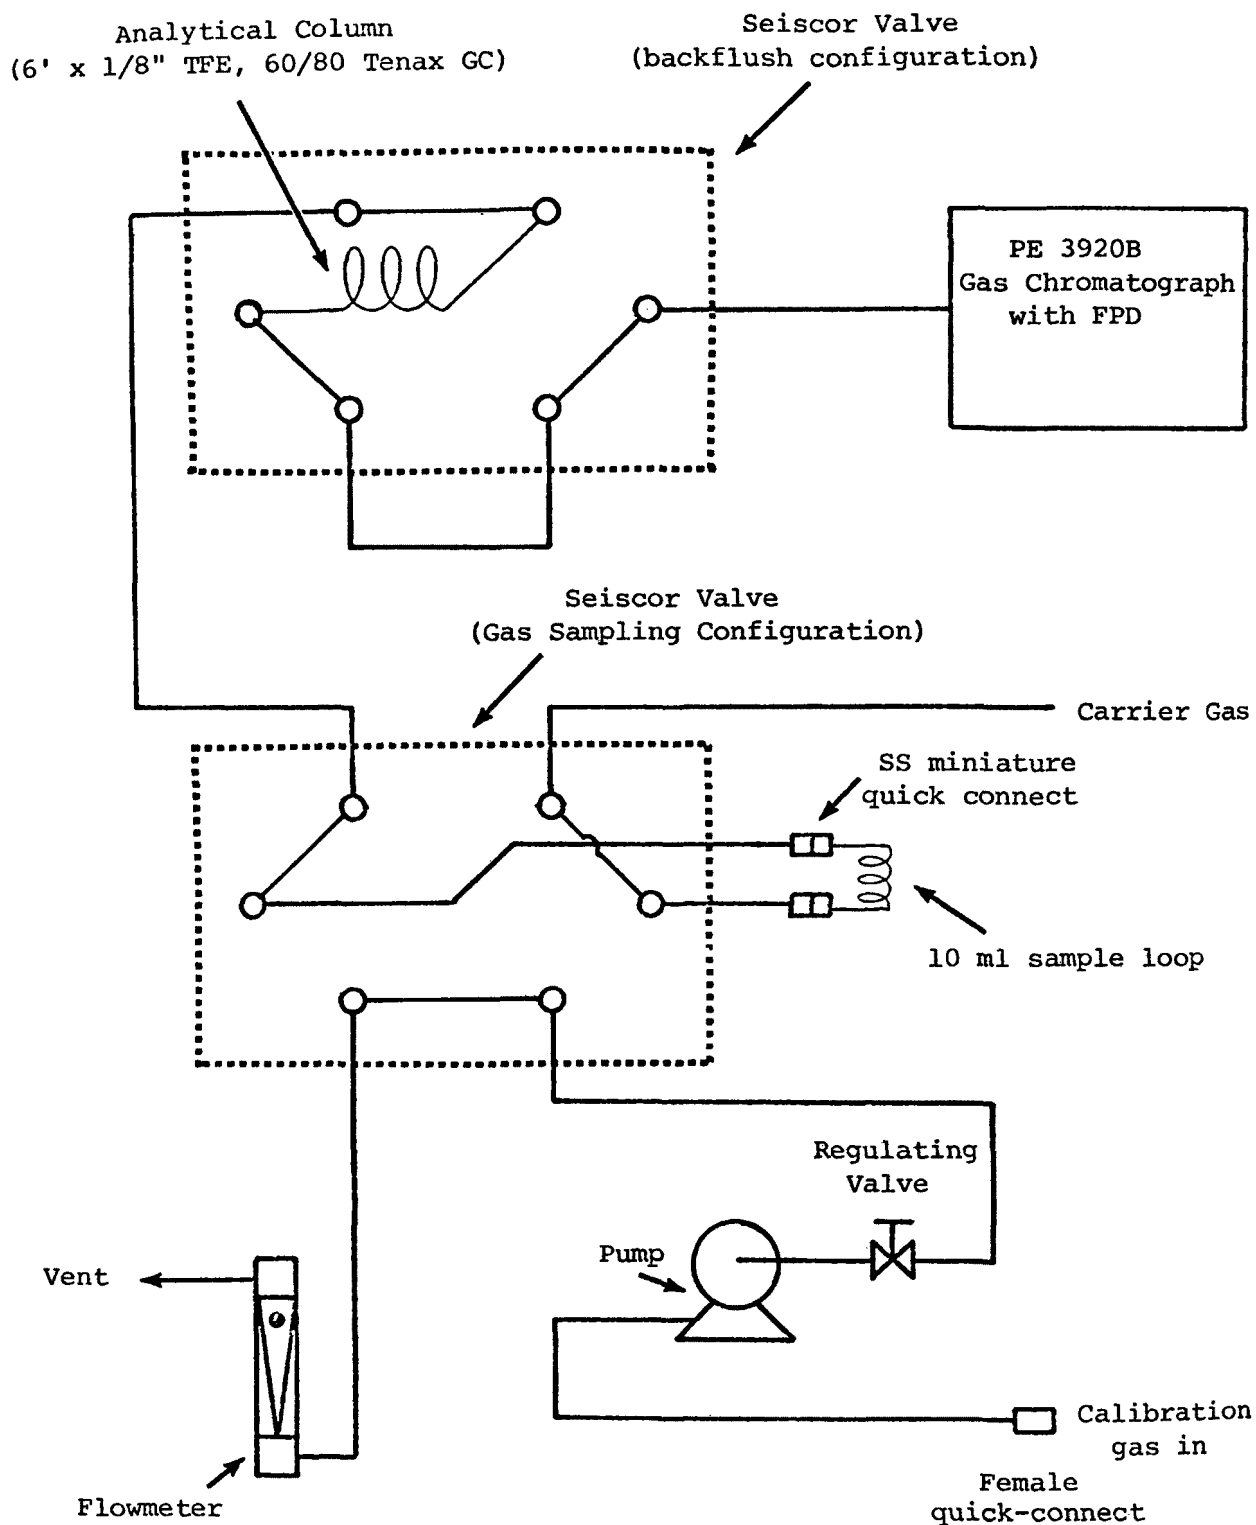 Analytical Column
(6' x 1/8" TFE, 60/80 Tenax GC)
Seiscor Valve
(backflush configuration)
PE 3920B
Gas Chromatograph
with FPD
Seiscor Valve
(Gas Sampling Configuration)
Carrier Gas
SS miniature
quick connect
10 ml sample loop
Regulating
Valve
Pump
Vent
Flowmeter
Calibration
gas in
Female
quick-connect